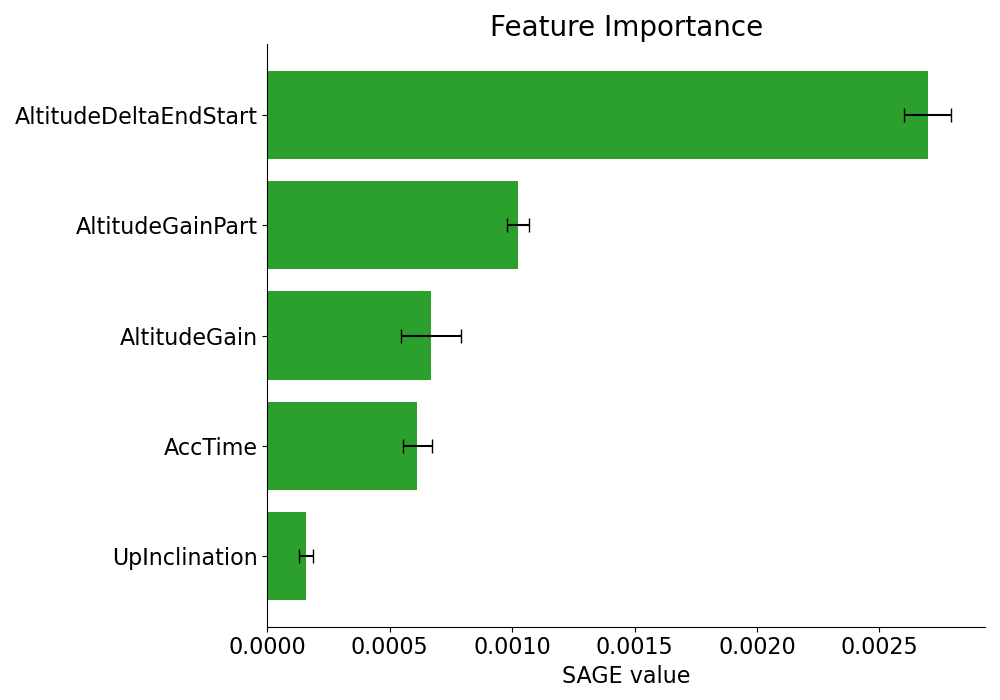 Feature Importance
AltitudeDeltaEndStart
AltitudeGainPart
AltitudeGain
AccTime
UpInclination
0.0000 0.0005 0.0010 0.0015 0.0020 0.0025
SAGE value